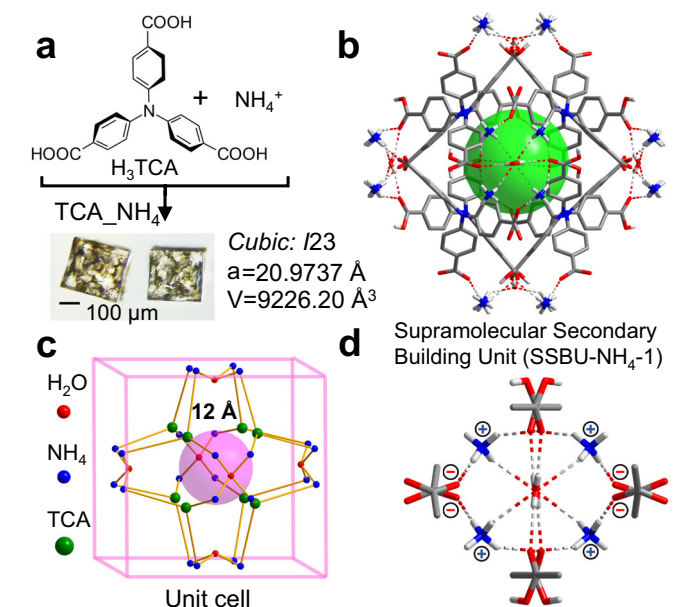 a
COOH
N
+
NH₄⁺
HOOC
COOH
H₃TCA
TCA_NH₄
Cubic: I23
a=20.9737 Å
V=9226.20 Å³
100 μm
b
Supramolecular Secondary
Building Unit (SSBU-NH₄-1)
c
H₂O
NH₄
TCA
12 Å
Unit cell
d
+ +
− −
− −
+ +